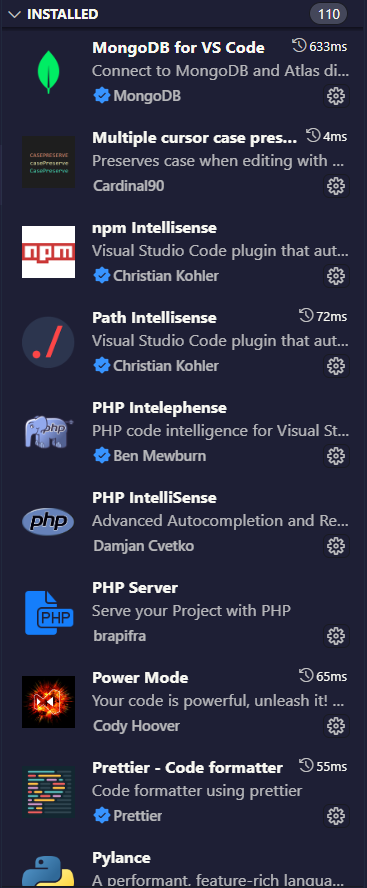 INSTALLED 110
MongoDB for VS Code 633ms
Connect to MongoDB and Atlas di...
MongoDB
CASEPRESERVE
casePreserve
CasePreserve
Multiple cursor case pres... 4ms
Preserves case when editing with ...
Cardinal90
npm
npm Intellisense
Visual Studio Code plugin that aut...
Christian Kohler
Path Intellisense 72ms
Visual Studio Code plugin that aut...
Christian Kohler
php
PHP Intelephense
PHP code intelligence for Visual St...
Ben Mewburn
php
PHP IntelliSense
Advanced Autocompletion and Re...
Damjan Cvetko
PHP
PHP Server
Serve your Project with PHP
brapifra
Power Mode 65ms
Your code is powerful, unleash it! ...
Cody Hoover
Prettier - Code formatter 55ms
Code formatter using prettier
Prettier
Pylance
A performant, feature-rich langua...